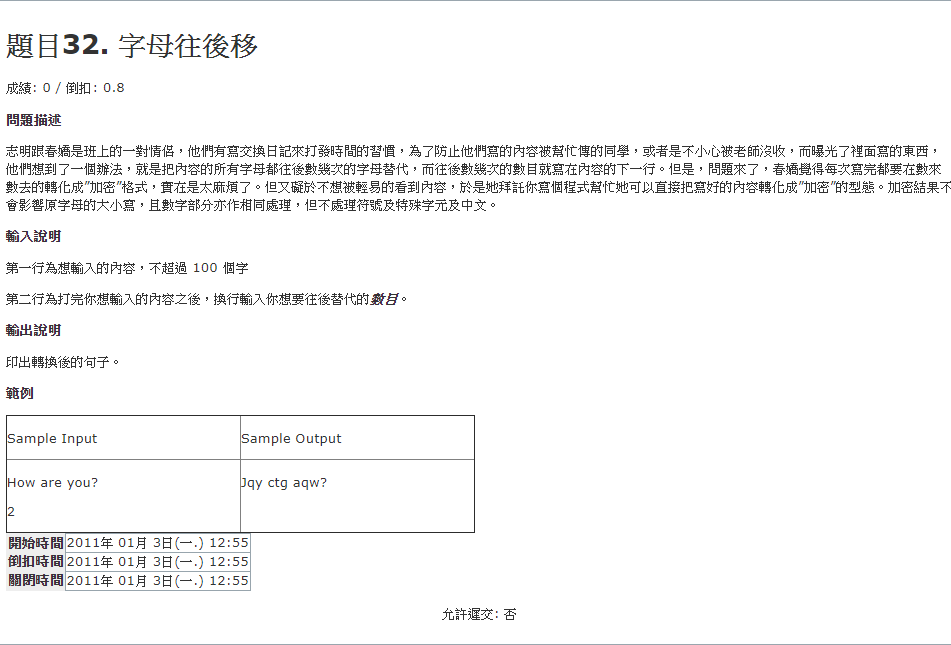 題目32. 字母往後移
成績: 0 / 倒扣: 0.8
問題描述
志明跟春嬌是班上的一對情侶，他們有寫交換日記來打發時間的習慣，為了防止他們寫的內容被幫忙傳的同學，或者是不小心被老師沒收，而曝光了裡面寫的東西，
他們想到了一個辦法，就是把內容的所有字母都往後數幾次的字母替代，而往後數幾次的數目就寫在內容的下一行。但是，問題來了，春嬌覺得每次寫完都要在數來
數去的轉化成"加密"格式，實在是太麻煩了。但又礙於不想被輕易的看到內容，於是她拜託你寫個程式幫忙她可以直接把寫好的內容轉化成"加密"的型態。加密結果不
會影響原字母的大小寫，且數字部分亦作相同處理，但不處理符號及特殊字元及中文。
輸入說明
第一行為想輸入的內容，不超過 100 個字
第二行為打完你想輸入的內容之後，換行輸入你想要往後替代的數目。
輸出說明
印出轉換後的句子。
範例
Sample Input Sample Output
How are you? Jqy ctg aqw?
2
開始時間 2011年 01月 3日(一.) 12:55
倒扣時間 2011年 01月 3日(一.) 12:55
關閉時間 2011年 01月 3日(一.) 12:55
允許遲交: 否